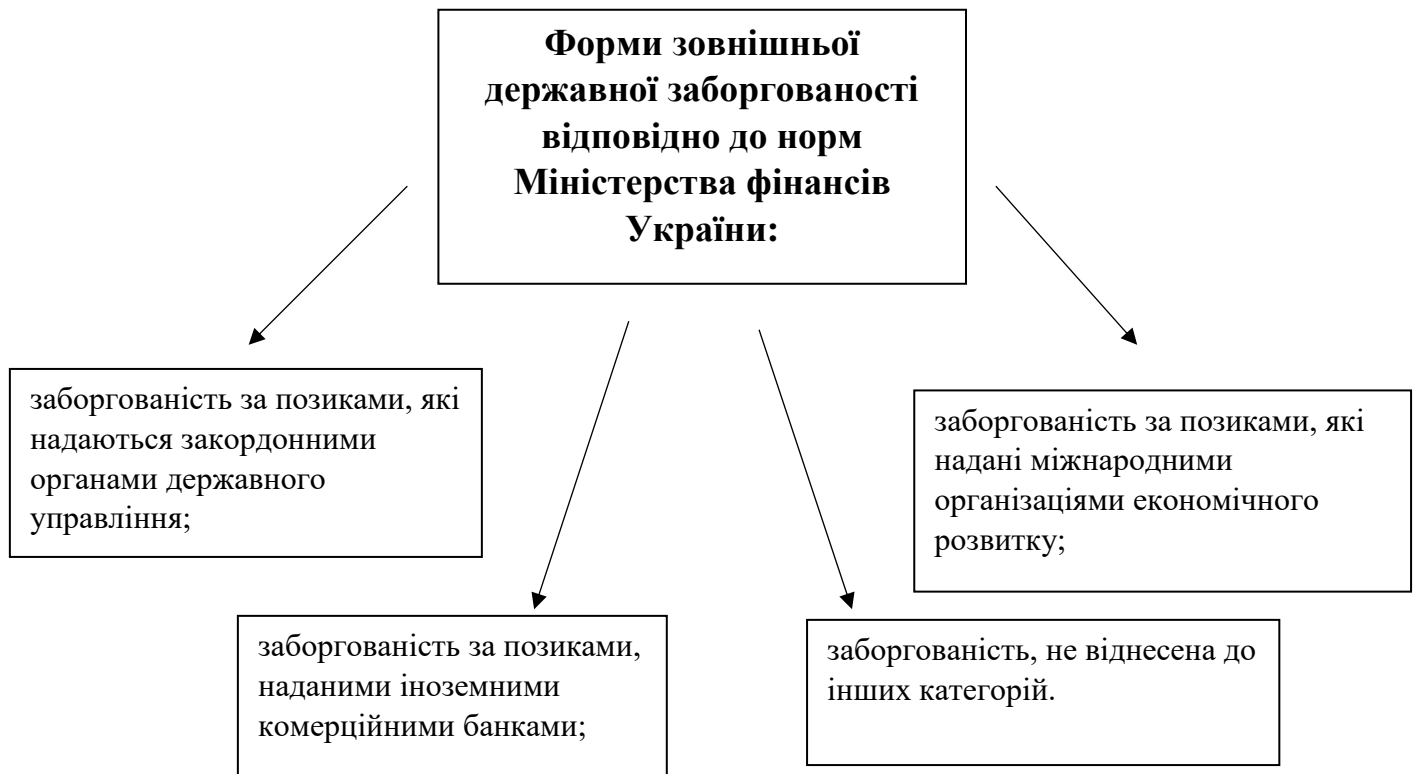 Форми зовнішньої
державної заборгованості
відповідно до норм
Міністерства фінансів
України:
заборгованість за позиками, які
надаються закордонними
органами державного
управління;
заборгованість за позиками, які
надані міжнародними
організаціями економічного
розвитку;
заборгованість за позиками,
наданими іноземними
комерційними банками;
заборгованість, не віднесена до
інших категорій.